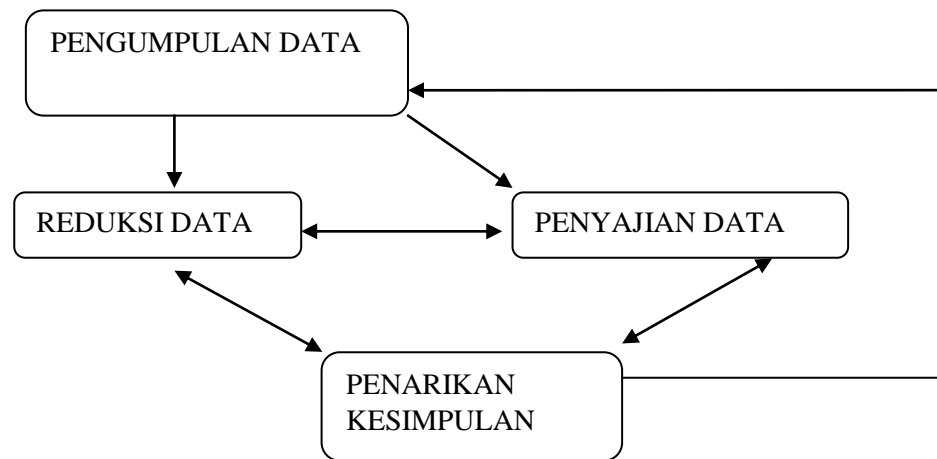 PENGUMPULAN DATA
REDUKSI DATA
PENYAJIAN DATA
PENARIKAN
KESIMPULAN